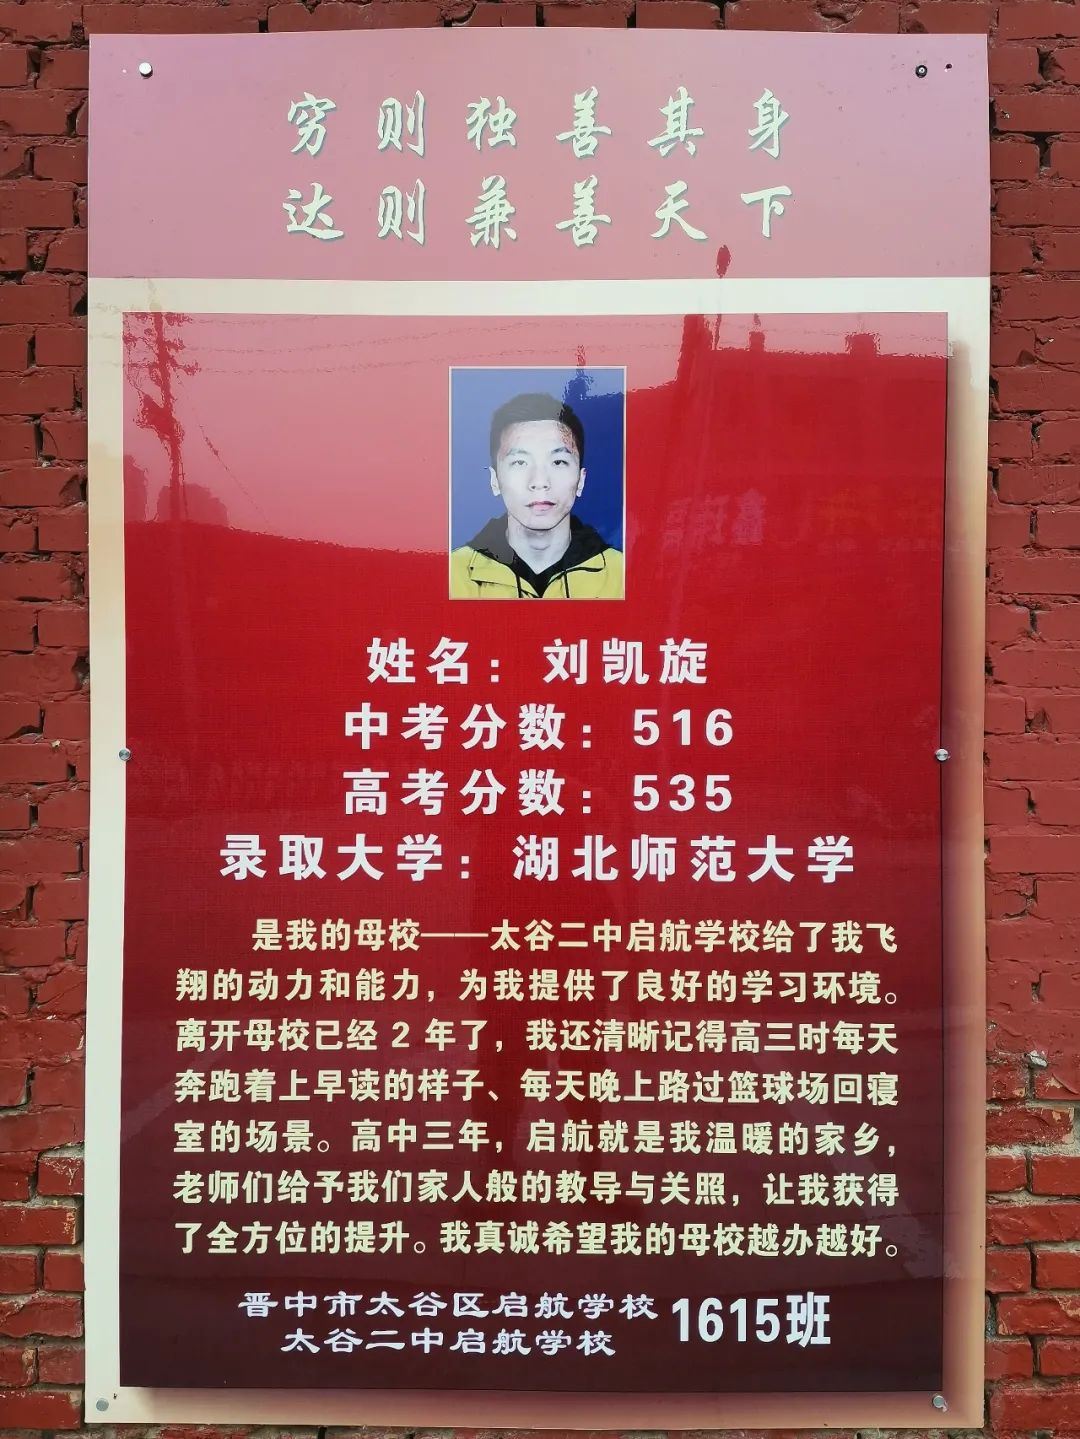 穷则独善其身
达则兼善天下
姓名：刘凯旋
中考分数：516
高考分数：535
录取大学：湖北师范大学
是我的母校——太谷二中启航学校给了我飞
翔的动力和能力，为我提供了良好的学习环境。
离开母校已经 2 年了，我还清晰记得高三时每天
奔跑着上早读的样子、每天晚上路过篮球场回寝
室的场景。高中三年，启航就是我温暖的家乡，
老师们给予我们家人般的教导与关照，让我获得
了全方位的提升。我真诚希望我的母校越办越好。
晋中市太谷区启航学校
太谷二中启航学校
1615班